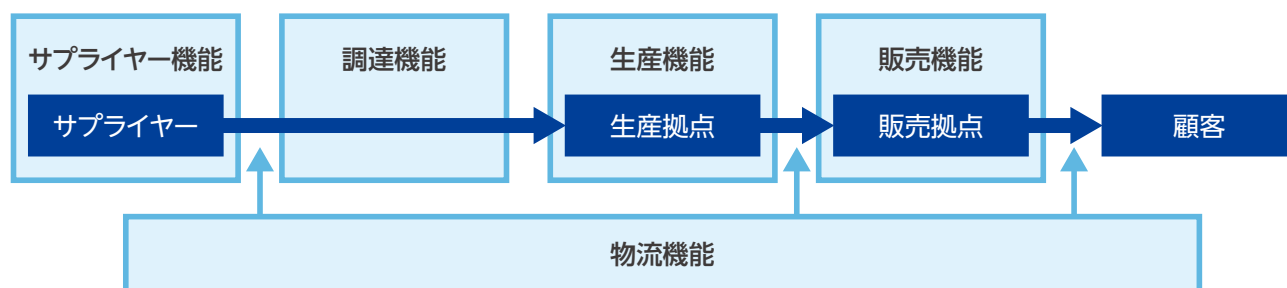 サプライヤー機能
調達機能
生産機能
販売機能
サプライヤー
生産拠点
販売拠点
顧客
物流機能